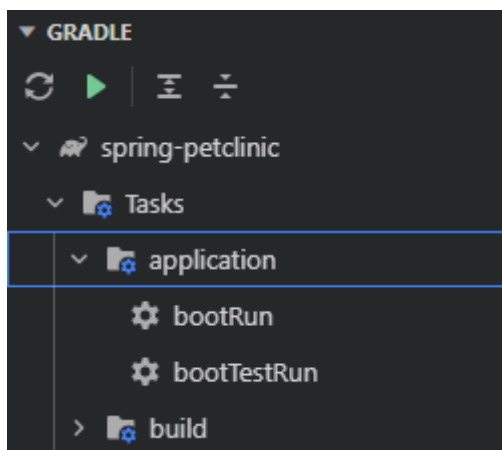 GRADLE
spring-petclinic
Tasks
application
bootRun
bootTestRun
build